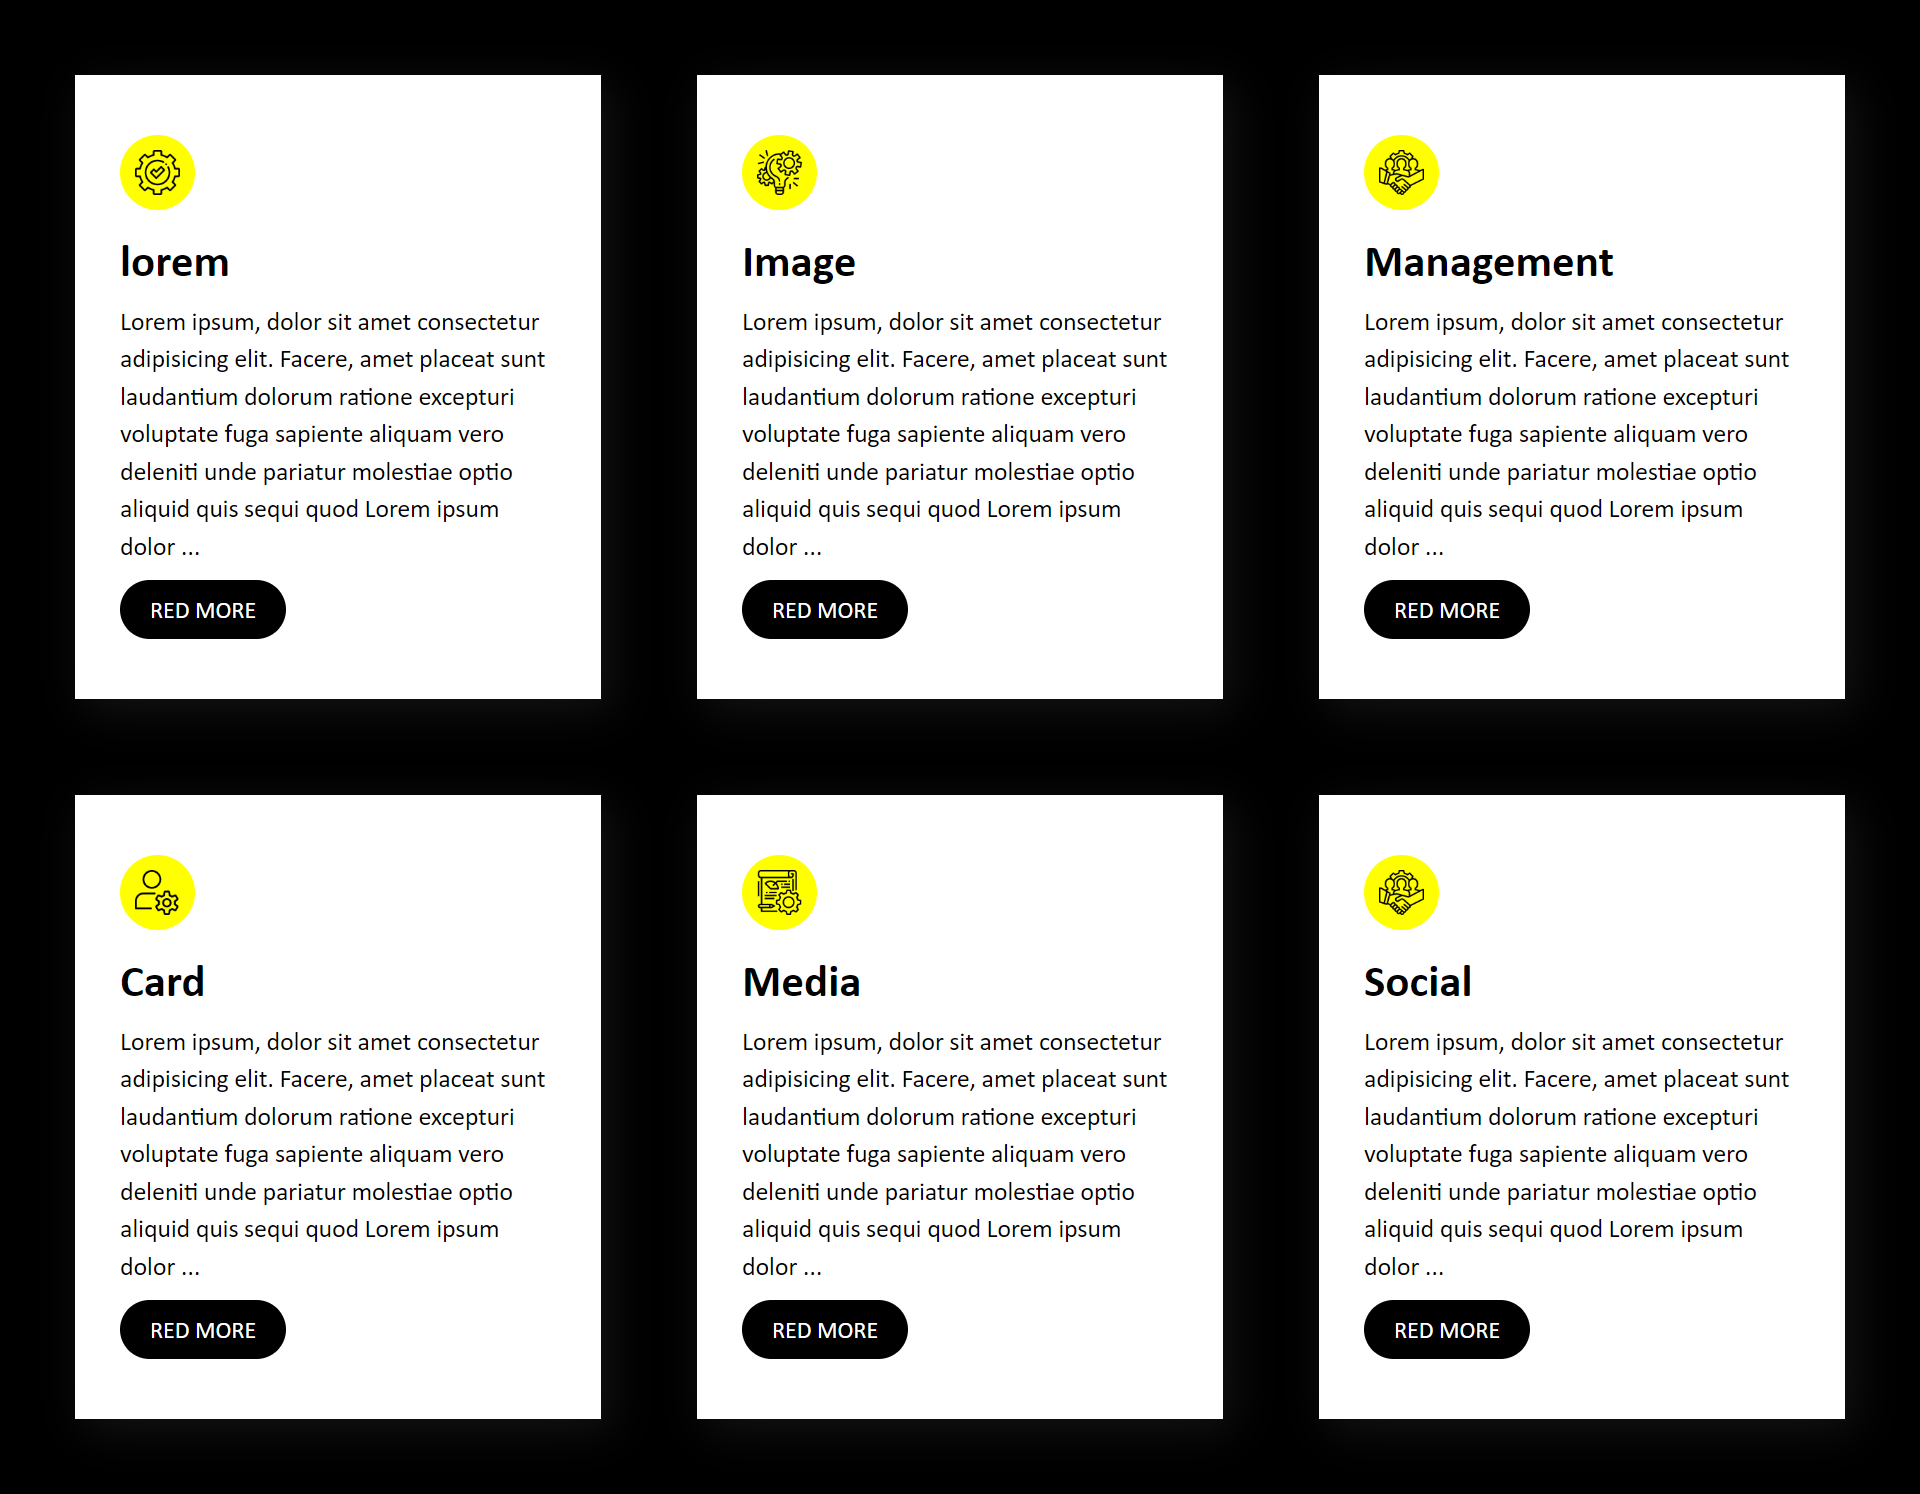 lorem
Lorem ipsum, dolor sit amet consectetur
adipisicing elit. Facere, amet placeat sunt
laudantium dolorum ratione excepturi
voluptate fuga sapiente aliquam vero
deleniti unde pariatur molestiae optio
aliquid quis sequi quod Lorem ipsum
dolor ...
RED MORE
Image
Lorem ipsum, dolor sit amet consectetur
adipisicing elit. Facere, amet placeat sunt
laudantium dolorum ratione excepturi
voluptate fuga sapiente aliquam vero
deleniti unde pariatur molestiae optio
aliquid quis sequi quod Lorem ipsum
dolor ...
RED MORE
Management
Lorem ipsum, dolor sit amet consectetur
adipisicing elit. Facere, amet placeat sunt
laudantium dolorum ratione excepturi
voluptate fuga sapiente aliquam vero
deleniti unde pariatur molestiae optio
aliquid quis sequi quod Lorem ipsum
dolor ...
RED MORE
Card
Lorem ipsum, dolor sit amet consectetur
adipisicing elit. Facere, amet placeat sunt
laudantium dolorum ratione excepturi
voluptate fuga sapiente aliquam vero
deleniti unde pariatur molestiae optio
aliquid quis sequi quod Lorem ipsum
dolor ...
RED MORE
Media
Lorem ipsum, dolor sit amet consectetur
adipisicing elit. Facere, amet placeat sunt
laudantium dolorum ratione excepturi
voluptate fuga sapiente aliquam vero
deleniti unde pariatur molestiae optio
aliquid quis sequi quod Lorem ipsum
dolor ...
RED MORE
Social
Lorem ipsum, dolor sit amet consectetur
adipisicing elit. Facere, amet placeat sunt
laudantium dolorum ratione excepturi
voluptate fuga sapiente aliquam vero
deleniti unde pariatur molestiae optio
aliquid quis sequi quod Lorem ipsum
dolor ...
RED MORE